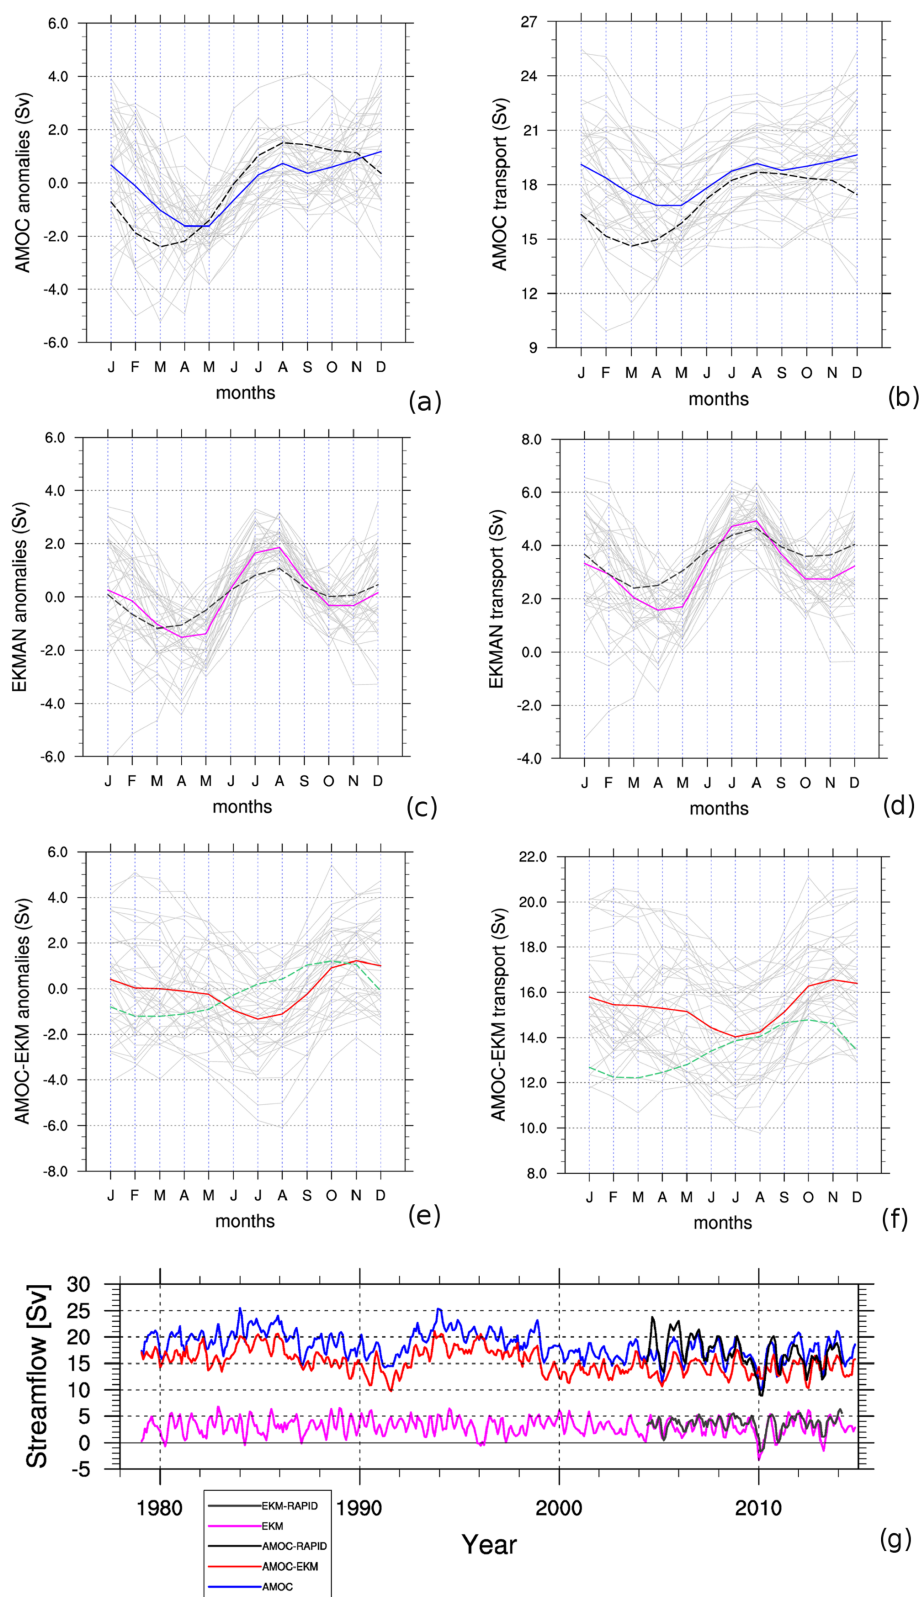 6.0
4.0
2.0
0.0
-2.0
-4.0
-6.0
AMOC anomalies (Sv)
J F M A M J J A S O N D
months
(a)
27
24
21
18
15
12
9
AMOC transport (Sv)
J F M A M J J A S O N D
months
(b)
6.0
4.0
2.0
0.0
-2.0
-4.0
-6.0
EKMAN anomalies (Sv)
J F M A M J J A S O N D
months
(c)
8.0
6.0
4.0
2.0
0.0
-2.0
-4.0
EKMAN transport (Sv)
J F M A M J J A S O N D
months
(d)
6.0
4.0
2.0
0.0
-2.0
-4.0
-6.0
-8.0
AMOC-EKM anomalies (Sv)
J F M A M J J A S O N D
months
(e)
22.0
20.0
18.0
16.0
14.0
12.0
10.0
8.0
AMOC-EKM transport (Sv)
J F M A M J J A S O N D
months
(f)
30
25
20
15
10
5
0
-5
Streamflow [Sv]
1980 1990 2000 2010
Year
(g)
EKM-RAPID
EKM
AMOC-RAPID
AMOC-EKM
AMOC